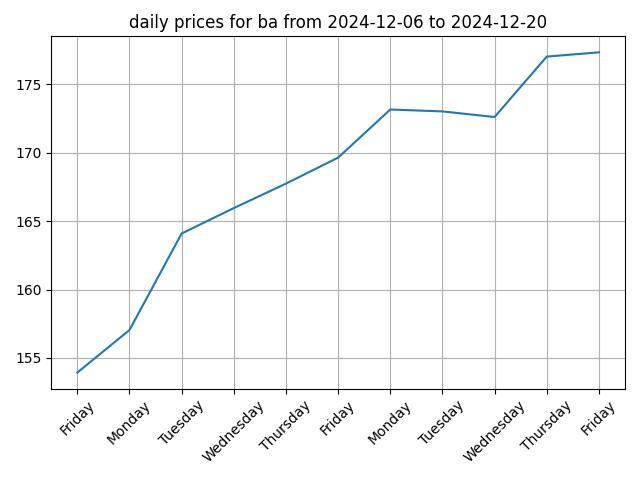 daily prices for ba from 2024-12-06 to 2024-12-20
175
170
165
160
155
Friday
Monday
Tuesday
Wednesday
Thursday
Friday
Monday
Tuesday
Wednesday
Thursday
Friday